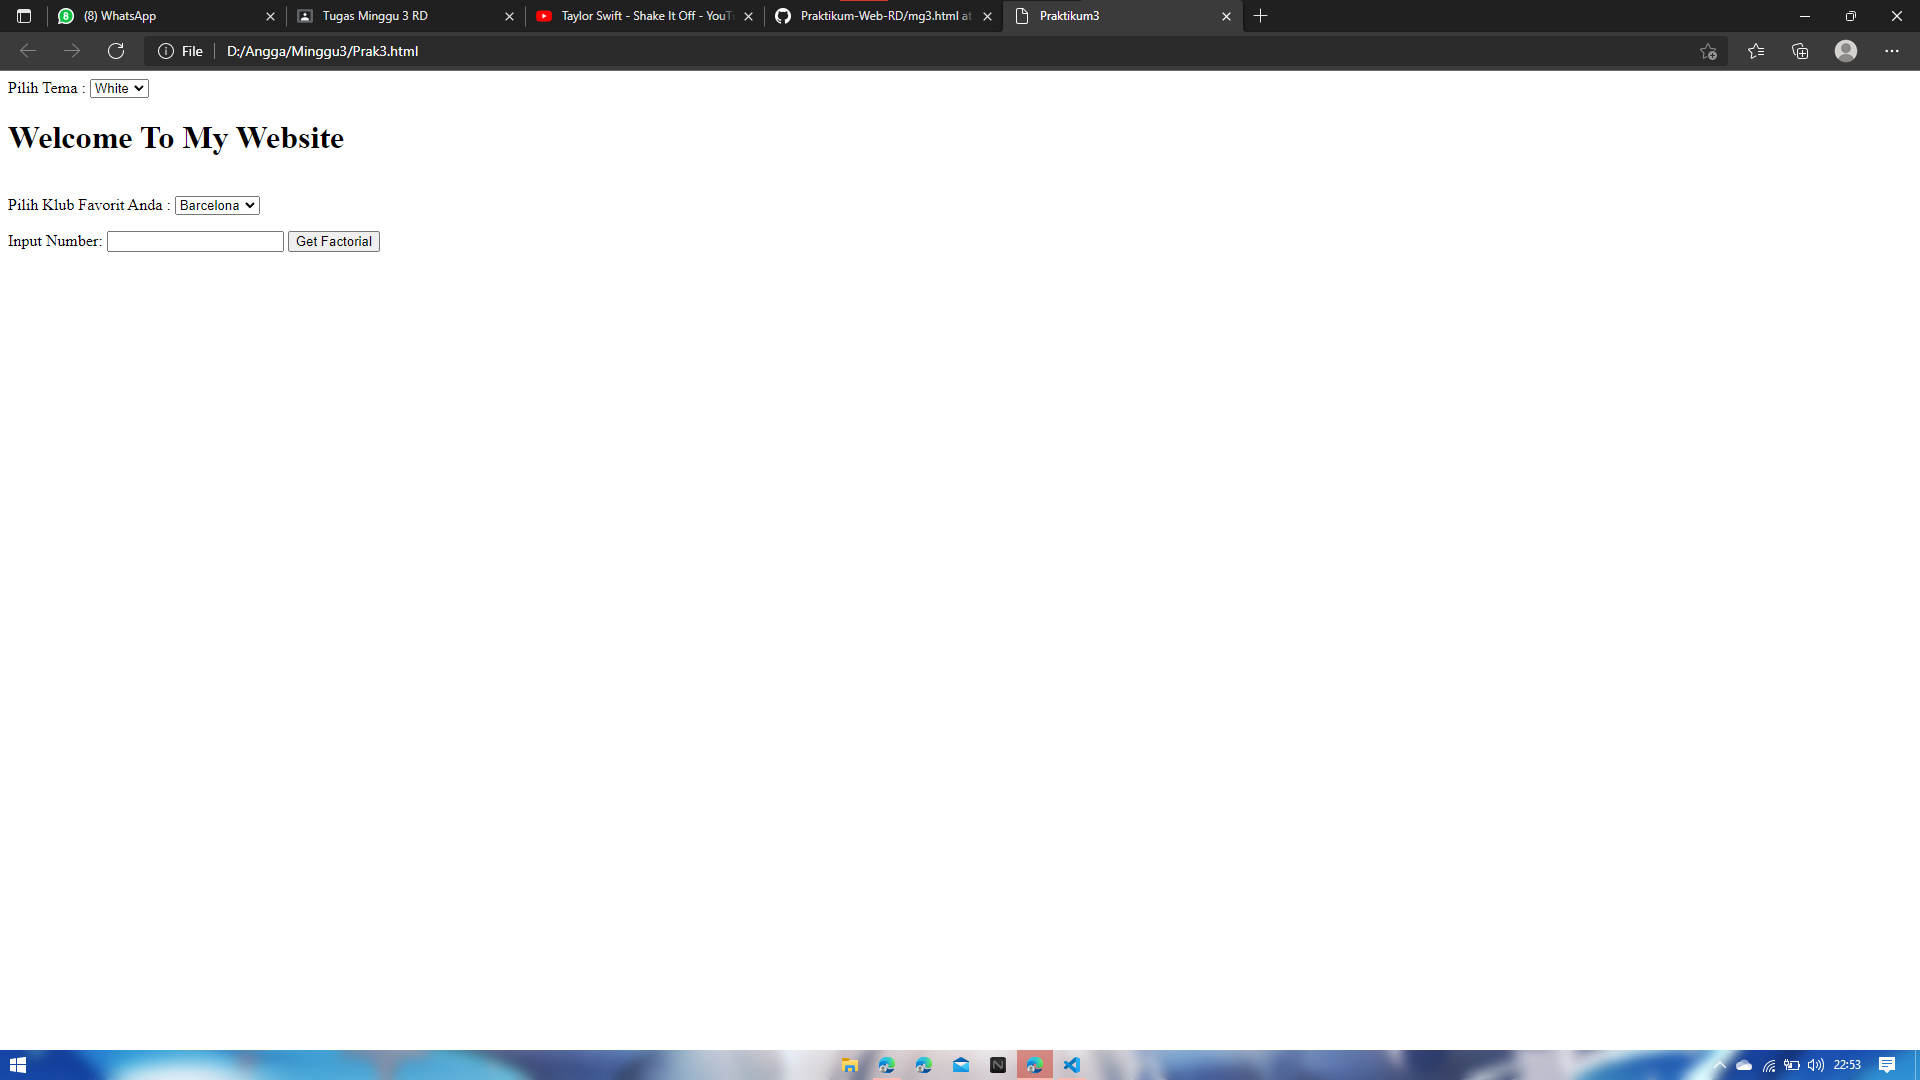 8 (8) WhatsApp
Tugas Minggu 3 RD
Taylor Swift - Shake It Off - YouT
Praktikum-Web-RD/mg3.html at
Praktikum3
File D:/Angga/Minggu3/Prak3.html
Pilih Tema : White
Welcome To My Website
Pilih Klub Favorit Anda : Barcelona
Input Number: Get Factorial
N
22:53